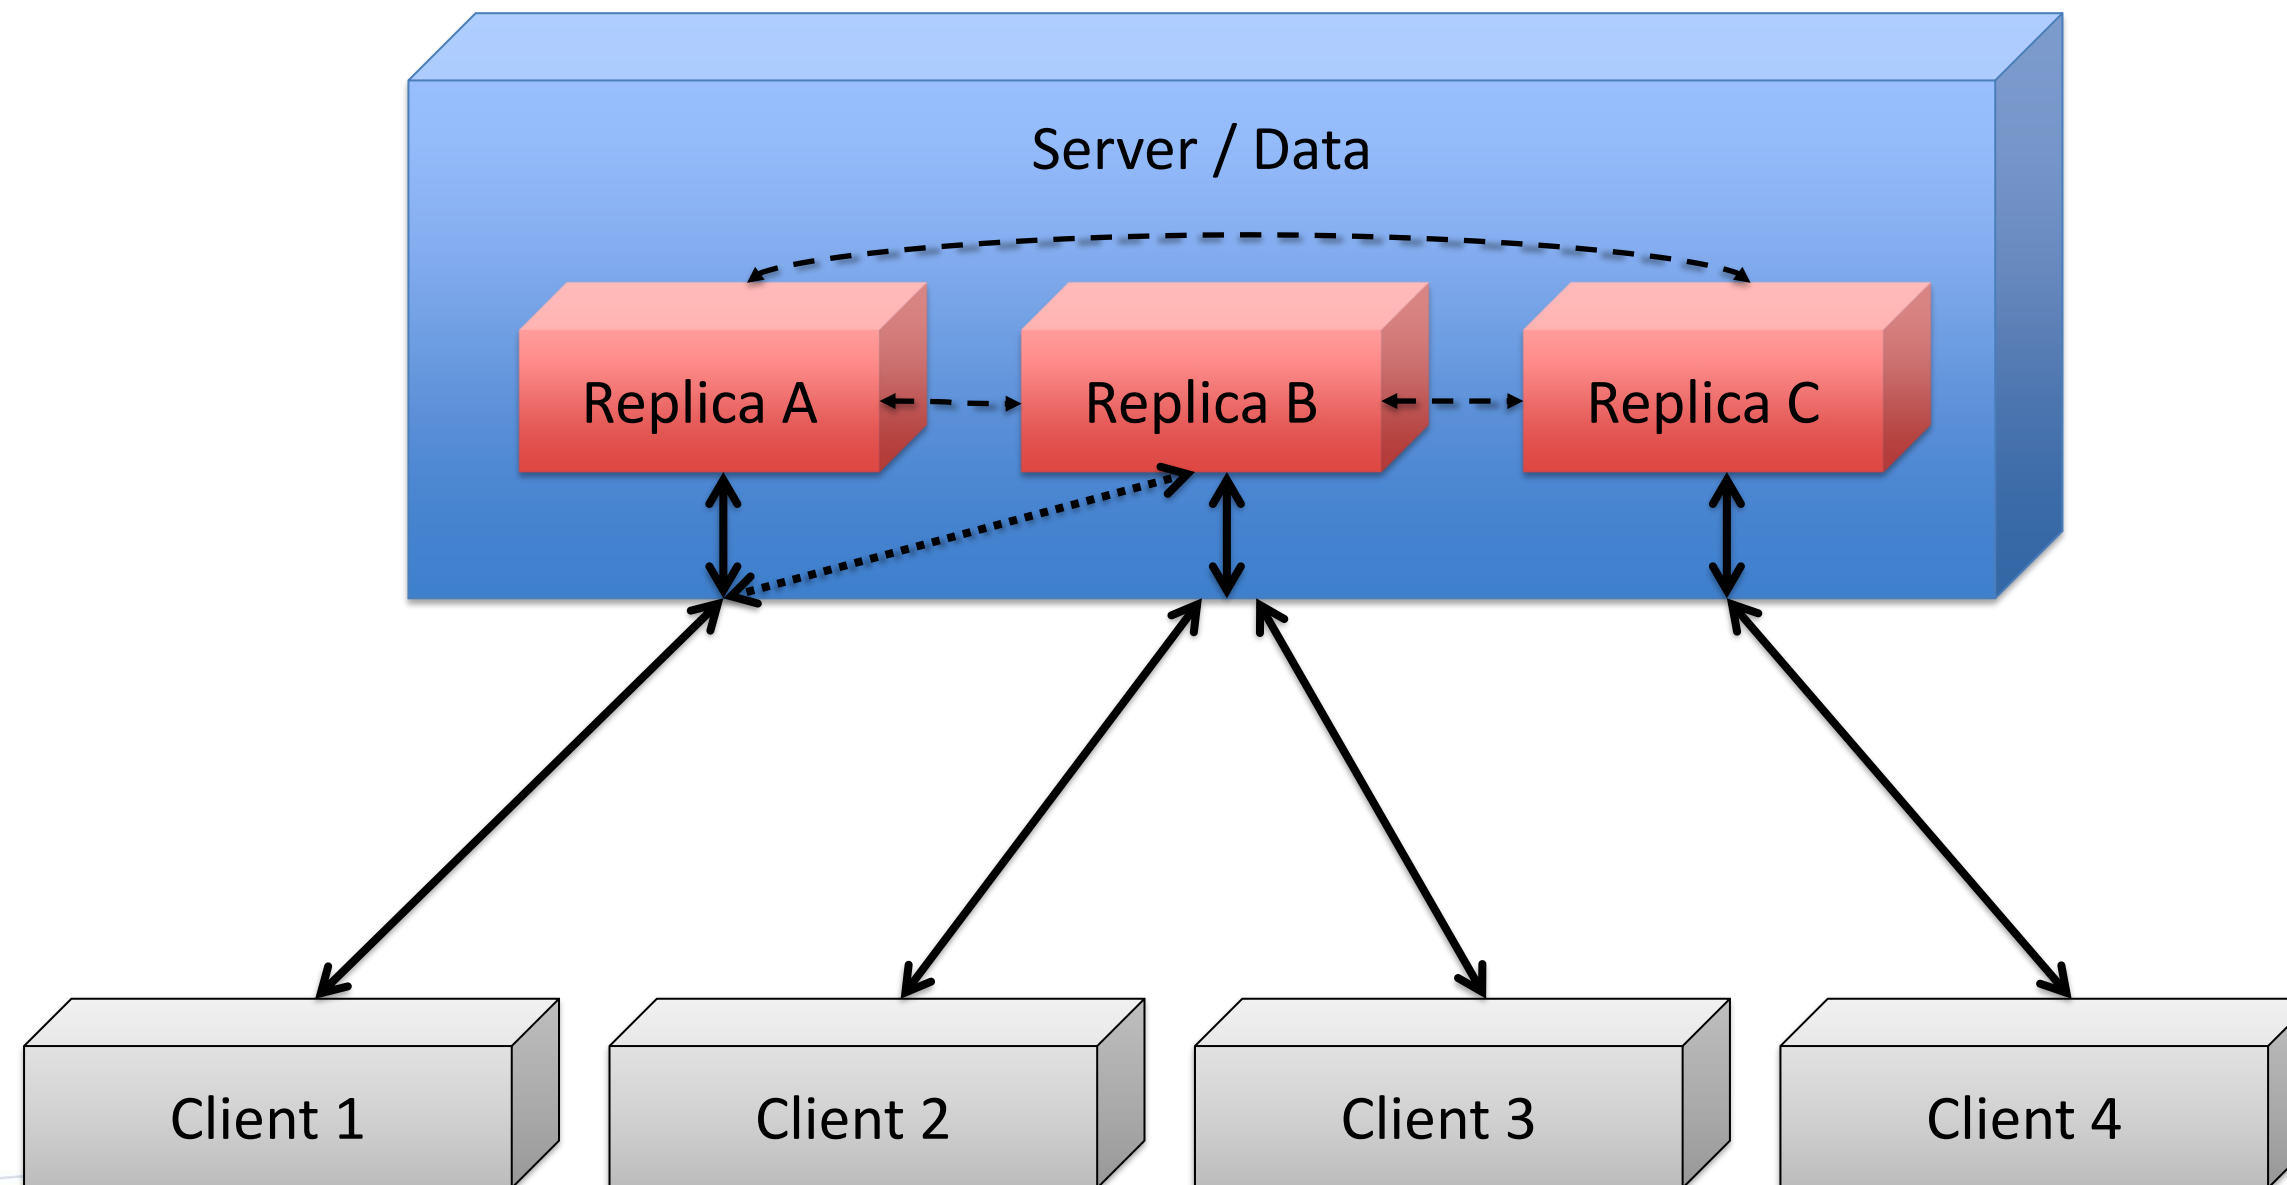 Server / Data
Replica A
Replica B
Replica C
Client 1
Client 2
Client 3
Client 4